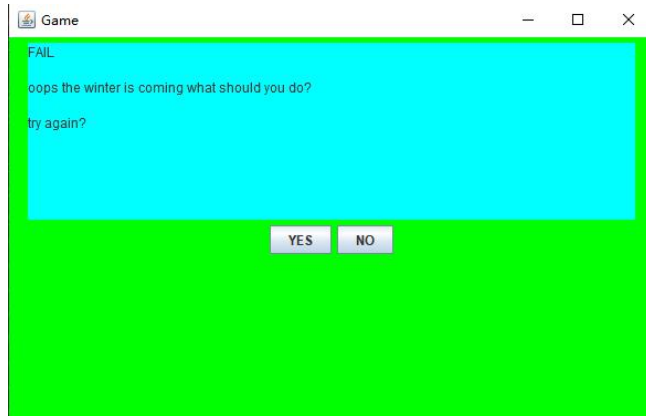 Game
FAIL
oops the winter is coming what should you do?
try again?
YES NO